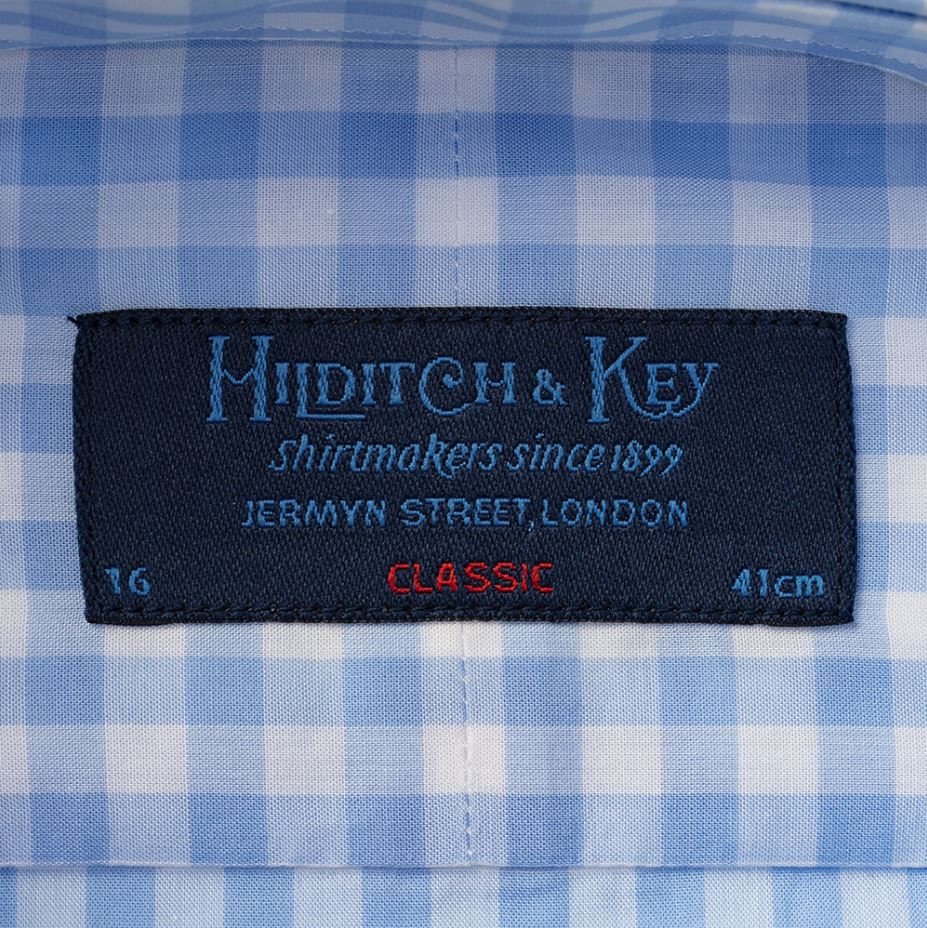 HILDITCH & KEY
Shirtmakers since 1899
JERMYN STREET, LONDON
16 CLASSIC 41cm